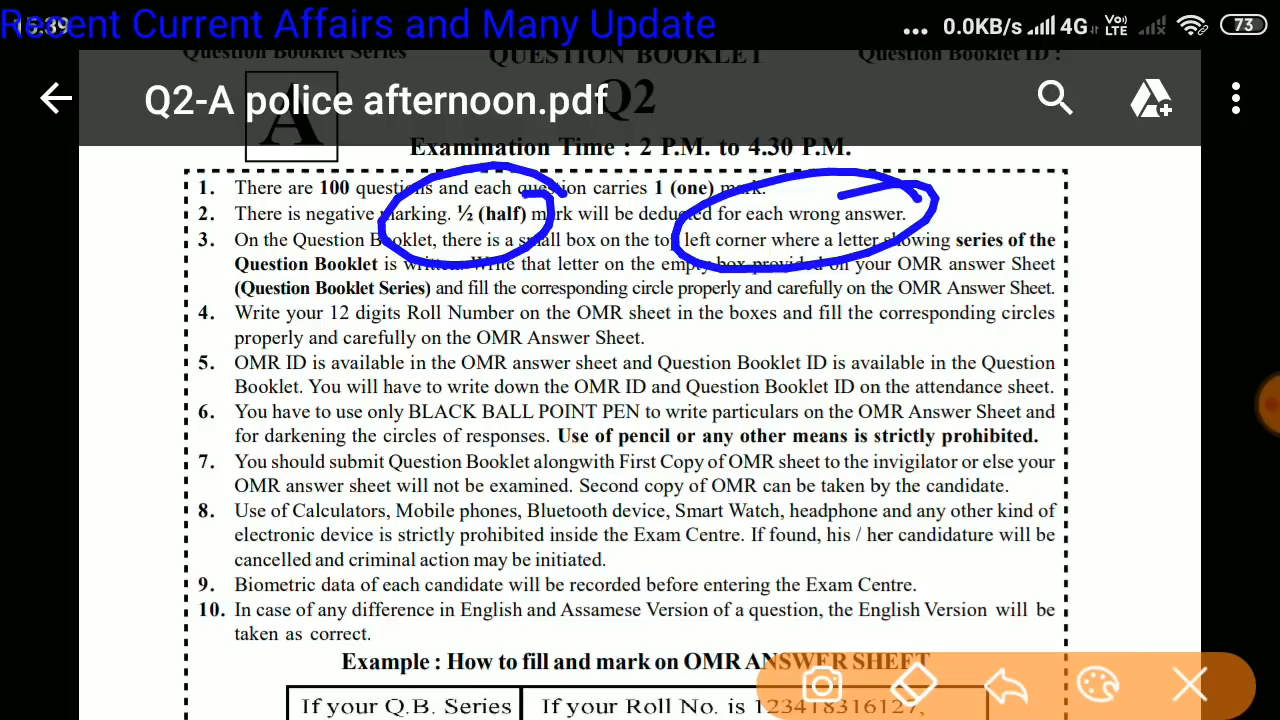 Recent Current Affairs and Many Update
15:39
0.0KB/s 4G Vo) LTE 73
Question Booklet Series QUESTION BOOKLET Question Booklet ID :
Q2-A police afternoon.pdf
A Q2
Examination Time : 2 P.M. to 4.30 P.M.
1. There are 100 questions and each question carries 1 (one) mark.
2. There is negative marking. ½ (half) mark will be deducted for each wrong answer.
3. On the Question Booklet, there is a small box on the top left corner where a letter showing series of the
Question Booklet is written. Write that letter on the empty box provided on your OMR answer Sheet
(Question Booklet Series) and fill the corresponding circle properly and carefully on the OMR Answer Sheet.
4. Write your 12 digits Roll Number on the OMR sheet in the boxes and fill the corresponding circles
properly and carefully on the OMR Answer Sheet.
5. OMR ID is available in the OMR answer sheet and Question Booklet ID is available in the Question
Booklet. You will have to write down the OMR ID and Question Booklet ID on the attendance sheet.
6. You have to use only BLACK BALL POINT PEN to write particulars on the OMR Answer Sheet and
for darkening the circles of responses. Use of pencil or any other means is strictly prohibited.
7. You should submit Question Booklet alongwith First Copy of OMR sheet to the invigilator or else your
OMR answer sheet will not be examined. Second copy of OMR can be taken by the candidate.
8. Use of Calculators, Mobile phones, Bluetooth device, Smart Watch, headphone and any other kind of
electronic device is strictly prohibited inside the Exam Centre. If found, his / her candidature will be
cancelled and criminal action may be initiated.
9. Biometric data of each candidate will be recorded before entering the Exam Centre.
10. In case of any difference in English and Assamese Version of a question, the English Version will be
taken as correct.
Example : How to fill and mark on OMR ANSWER SHEET
If your Q.B. Series If your Roll No. is 123418316127,